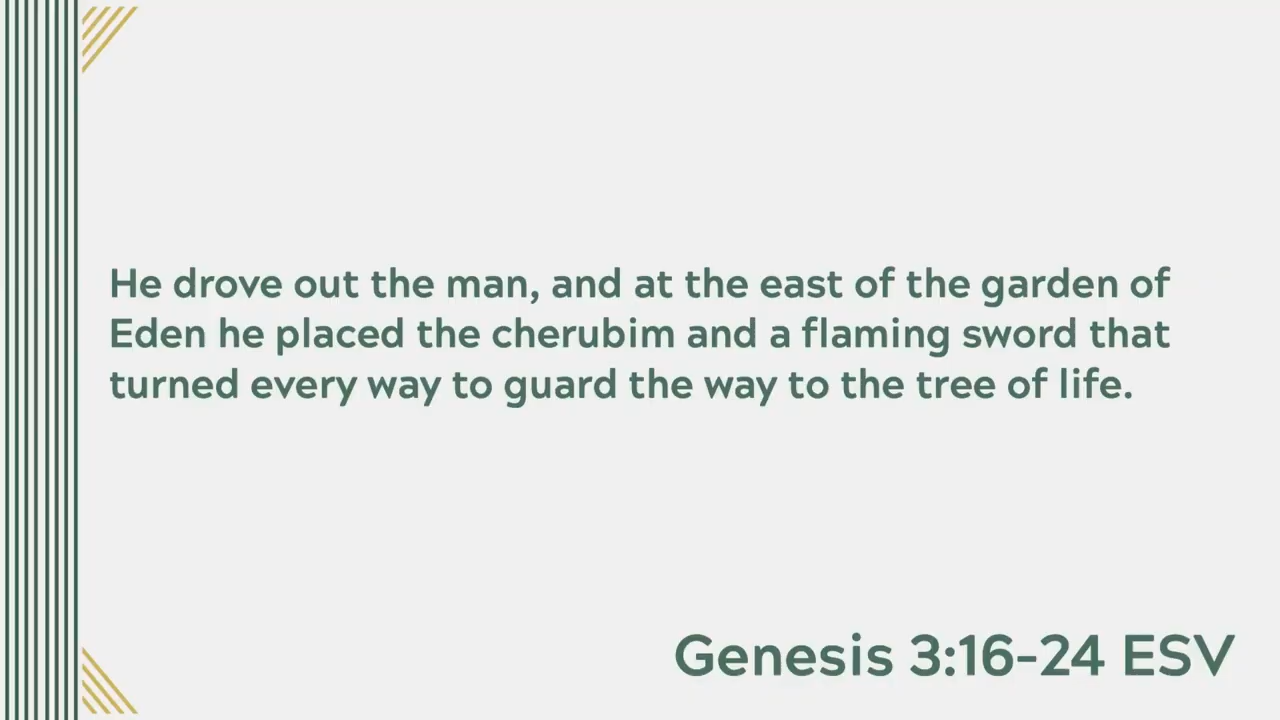 He drove out the man, and at the east of the garden of
Eden he placed the cherubim and a flaming sword that
turned every way to guard the way to the tree of life.
Genesis 3:16-24 ESV